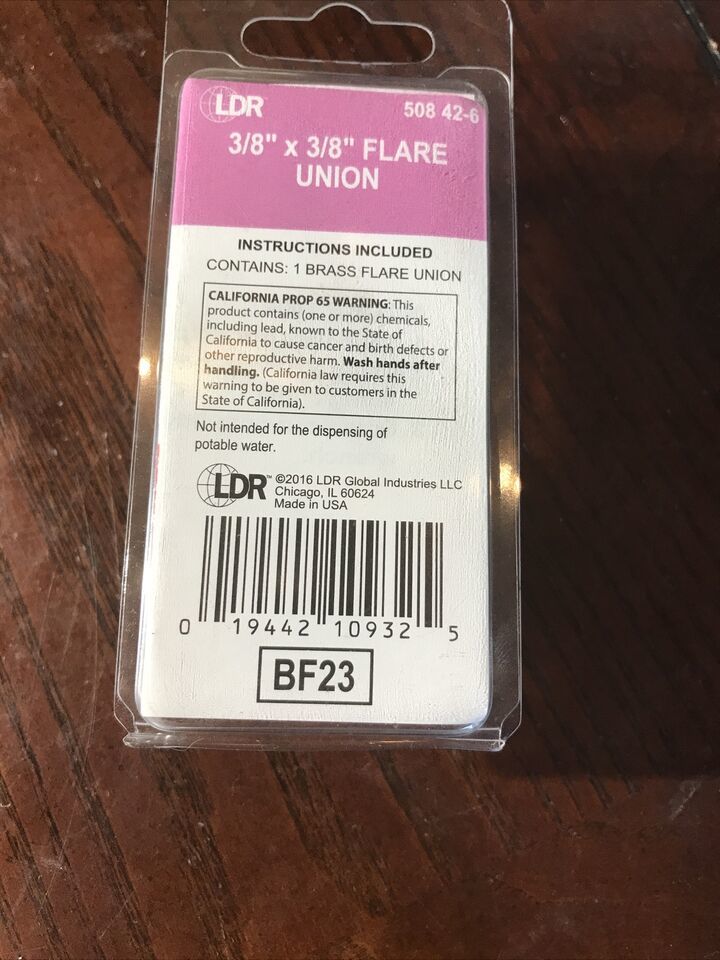 LDR
508 42-6
3/8" x 3/8" FLARE
UNION
INSTRUCTIONS INCLUDED
CONTAINS: 1 BRASS FLARE UNION
CALIFORNIA PROP 65 WARNING: This
product contains (one or more) chemicals,
including lead, known to the State of
California to cause cancer and birth defects or
other reproductive harm. Wash hands after
handling. (California law requires this
warning to be given to customers in the
State of California).
Not intended for the dispensing of
potable water.
LDR™ ©2016 LDR Global Industries LLC
Chicago, IL 60624
Made in USA
0 19442 10932 5
BF23